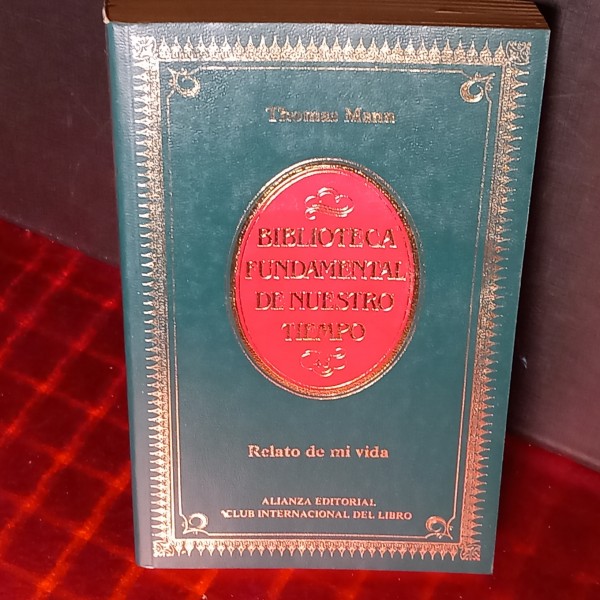 Thomas Mann
BIBLIOTECA
FUNDAMENTAL
DE NUESTRO
TIEMPO
Relato de mi vida
ALIANZA EDITORIAL
CLUB INTERNACIONAL DEL LIBRO